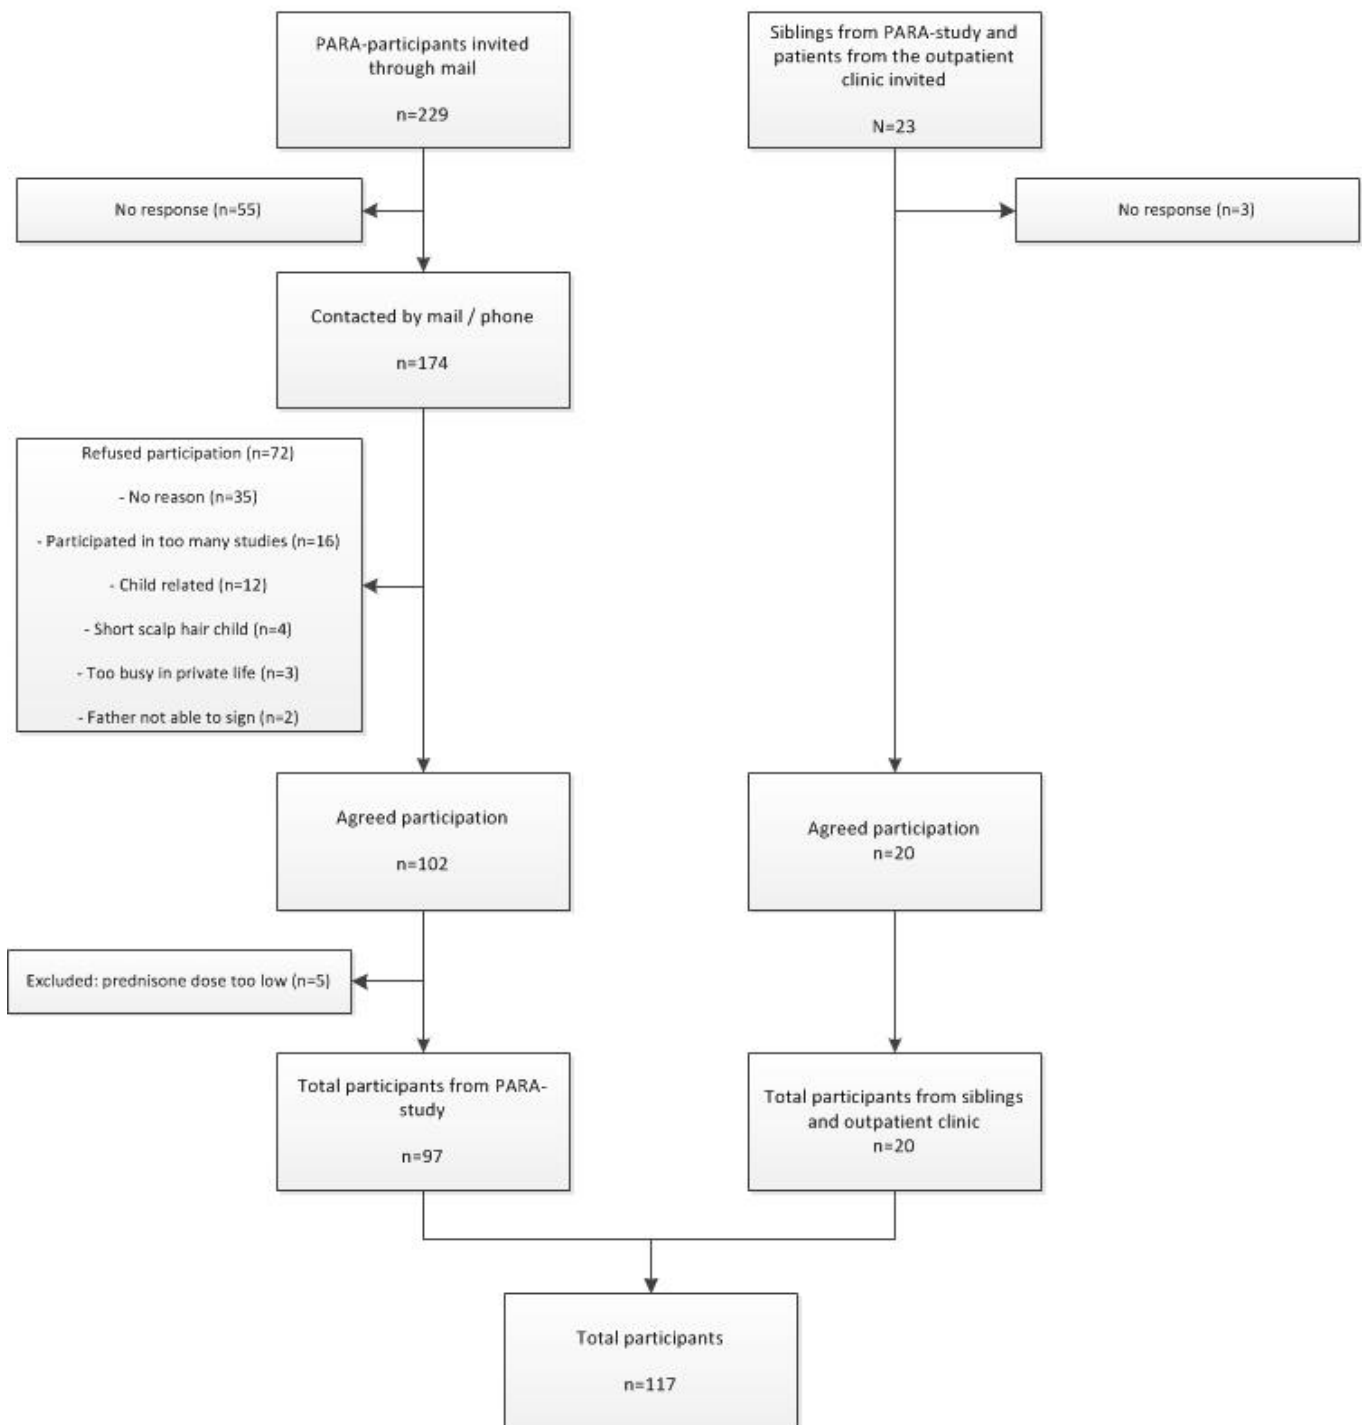 PARA-participants invited
through mail
n=229
Siblings from PARA-study and
patients from the outpatient
clinic invited
N=23
No response (n=55)
No response (n=3)
Contacted by mail / phone
n=174
Refused participation (n=72)
- No reason (n=35)
- Participated in too many studies (n=16)
- Child related (n=12)
- Short scalp hair child (n=4)
- Too busy in private life (n=3)
- Father not able to sign (n=2)
Agreed participation
n=102
Agreed participation
n=20
Excluded: prednisone dose too low (n=5)
Total participants from PARA-
study
n=97
Total participants from siblings
and outpatient clinic
n=20
Total participants
n=117